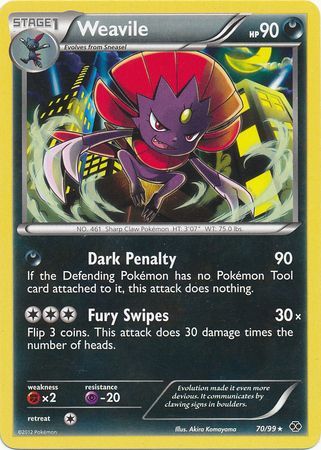 STAGE1 Weavile HP90
Evolves from Sneasel
NO. 461 Sharp Claw Pokémon HT: 3'07" WT: 75.0 lbs.
Dark Penalty 90
If the Defending Pokémon has no Pokémon Tool
card attached to it, this attack does nothing.
Fury Swipes 30×
Flip 3 coins. This attack does 30 damage times the
number of heads.
weakness resistance
×2 -20
retreat
Evolution made it even more
devious. It communicates by
clawing signs in boulders.
©2012 Pokémon Illus. Akira Komayama 70/99★